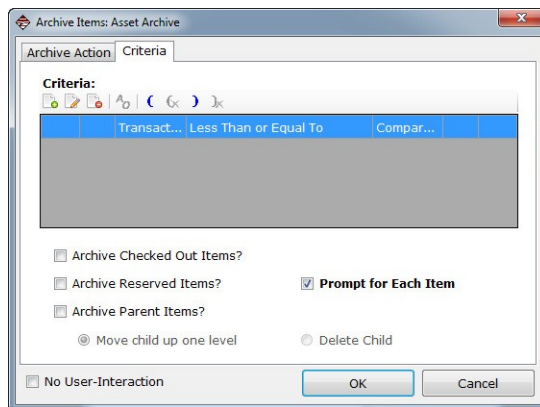 Archive Items: Asset Archive
Archive Action Criteria
Criteria:
Transact... Less Than or Equal To Compar...
Archive Checked Out Items?
Archive Reserved Items? Prompt for Each Item
Archive Parent Items?
Move child up one level Delete Child
No User-Interaction OK Cancel